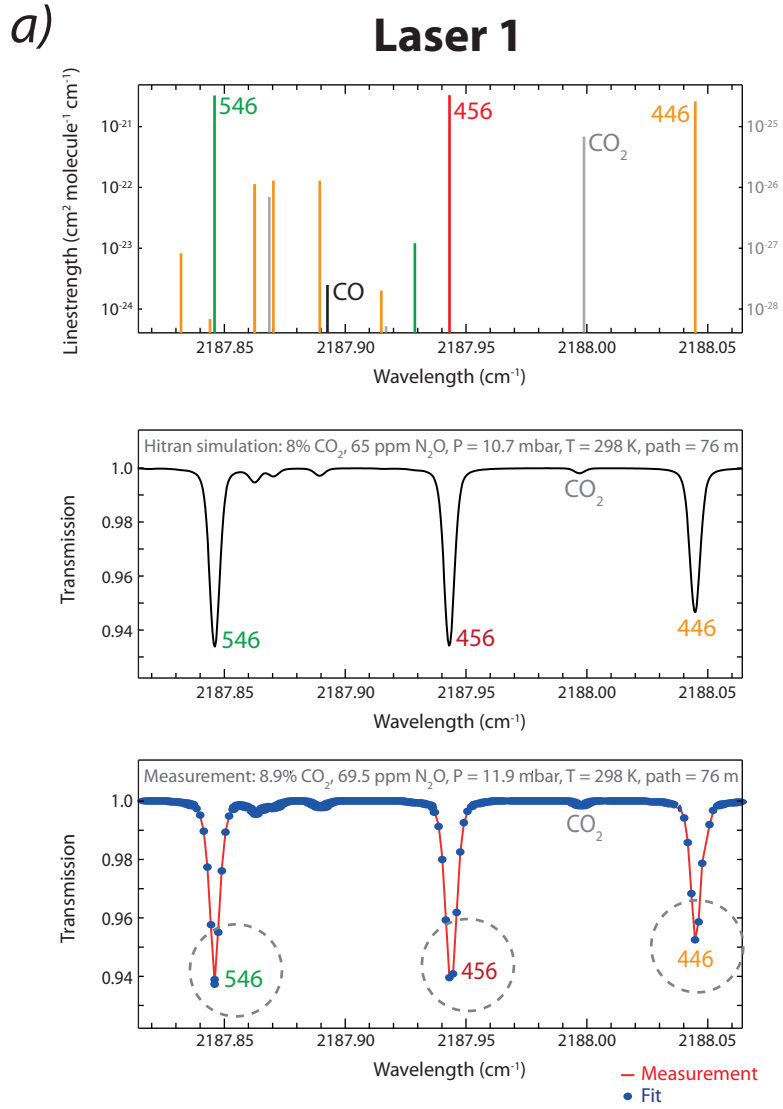 a)
Laser 1
Linestrength (cm² molecule⁻¹ cm⁻¹)
10⁻²¹
10⁻²²
10⁻²³
10⁻²⁴
546
456
446
CO₂
CO
10⁻²⁵
10⁻²⁶
10⁻²⁷
10⁻²⁸
2187.85
2187.90
2187.95
2188.00
2188.05
Wavelength (cm⁻¹)
Hitran simulation: 8% CO₂, 65 ppm N₂O, P = 10.7 mbar, T = 298 K, path = 76 m
Transmission
1.0
0.98
0.96
0.94
CO₂
546
456
446
2187.85
2187.90
2187.95
2188.00
2188.05
Wavelength (cm⁻¹)
Measurement: 8.9% CO₂, 69.5 ppm N₂O, P = 11.9 mbar, T = 298 K, path = 76 m
Transmission
1.0
0.98
0.96
0.94
CO₂
546
456
446
2187.85
2187.90
2187.95
2188.00
2188.05
Wavelength (cm⁻¹)
Measurement
Fit